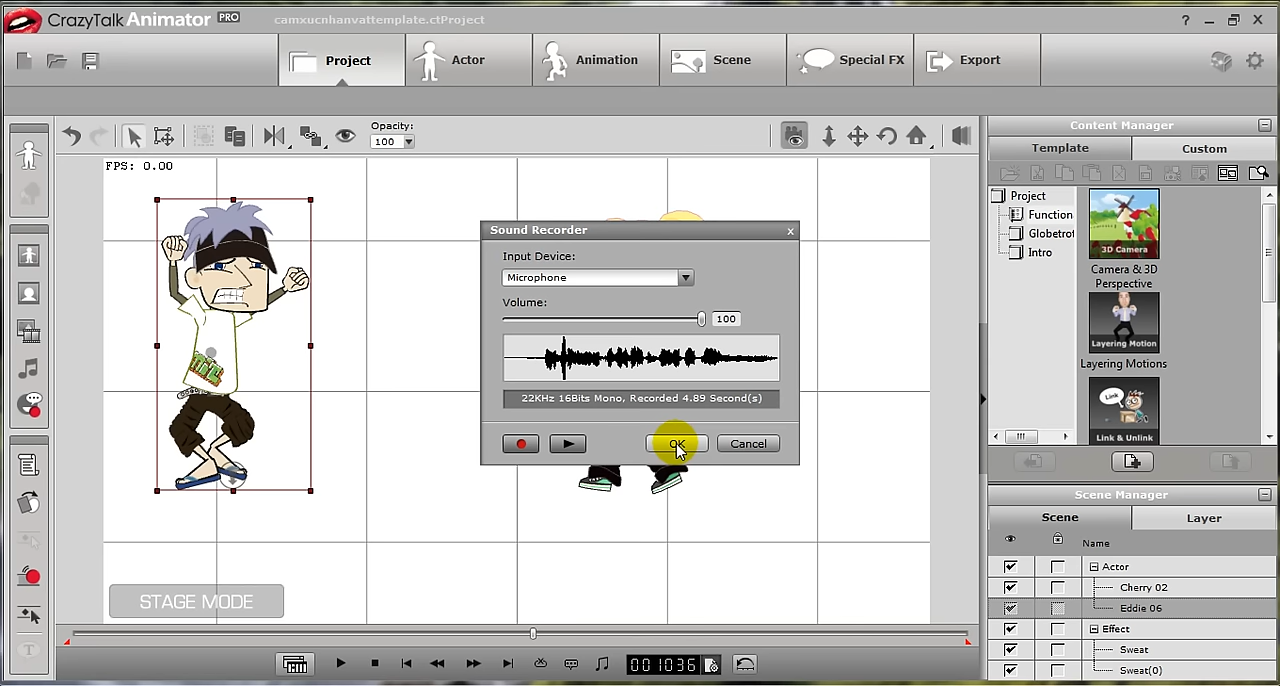 CrazyTalk Animator PRO
camxucnhanvattemplate.ctProject
?
Project
Actor
Animation
Scene
Special FX
Export
Opacity:
100
FPS: 0.00
STAGE MODE
Sound Recorder
x
Input Device:
Microphone
Volume:
100
22KHz 16Bits Mono, Recorded 4.89 Second(s)
OK
Cancel
001036
Content Manager
Template
Custom
Project
Function
Globetrot
Intro
3D Camera
Camera & 3D
Perspective
Layering Motion
Layering Motions
Link
Link & Unlink
Scene Manager
Scene
Layer
Name
Actor
Cherry 02
Eddie 06
Effect
Sweat
Sweat(0)
T